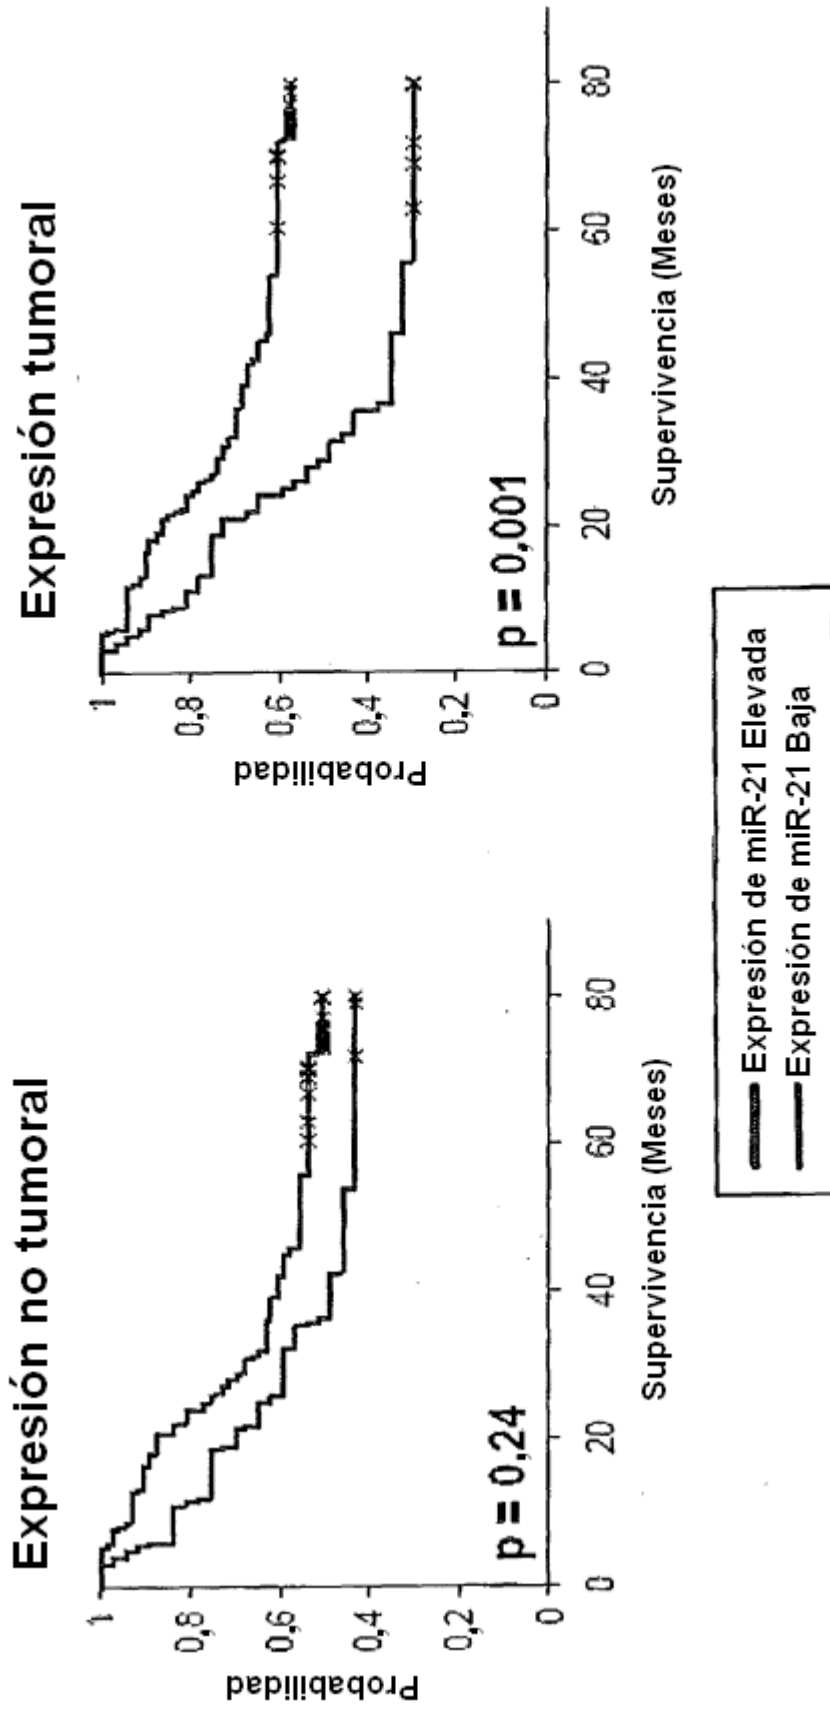 Expresión no tumoral
Probabilidad
1
0,8
0,6
0,4
0,2
0
p = 0,24
0
20
40
60
80
Supervivencia (Meses)
Expresión tumoral
Probabilidad
1
0,8
0,6
0,4
0,2
0
p = 0,001
0
20
40
60
80
Supervivencia (Meses)
Expresión de miR-21 Elevada
Expresión de miR-21 Baja